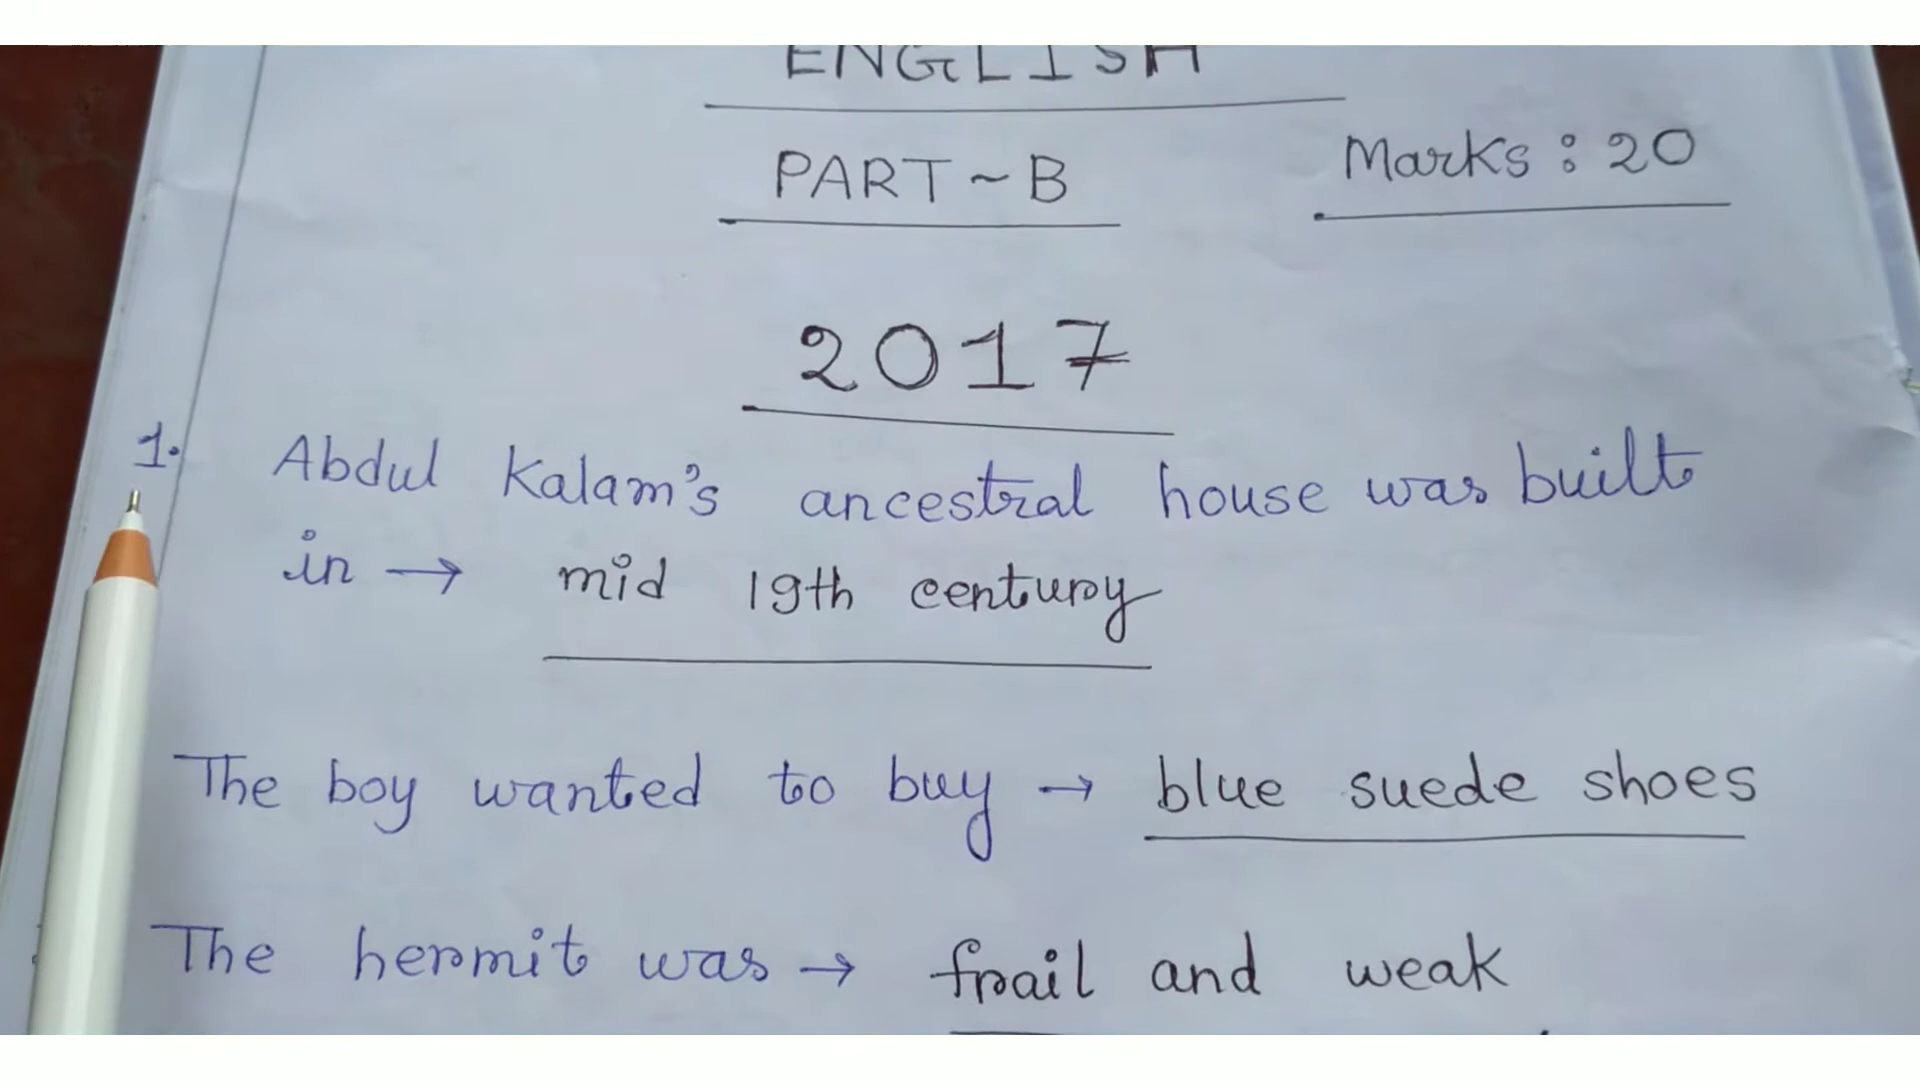 ENGLISH
PART ~ B
Marks : 20
2017
1. Abdul Kalam's ancestral house was built
in → mid 19th century
The boy wanted to buy → blue suede shoes
The hermit was → frail and weak